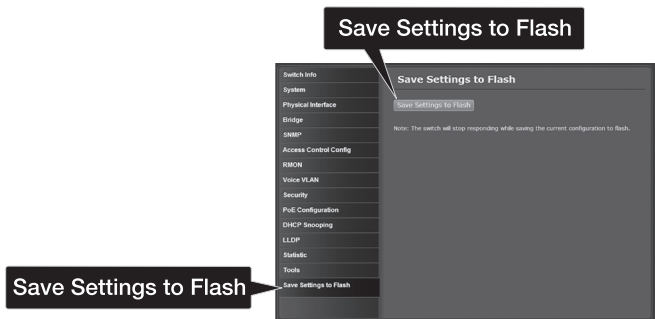 Save Settings to Flash
Switch Info
System
Physical Interface
Bridge
SNMP
Access Control Config
RMON
Voice VLAN
Security
PoE Configuration
DHCP Snooping
LLDP
Statistic
Tools
Save Settings to Flash
Save Settings to Flash
Save Settings to Flash
Note: The switch will stop responding while saving the current configuration to flash.
Save Settings to Flash